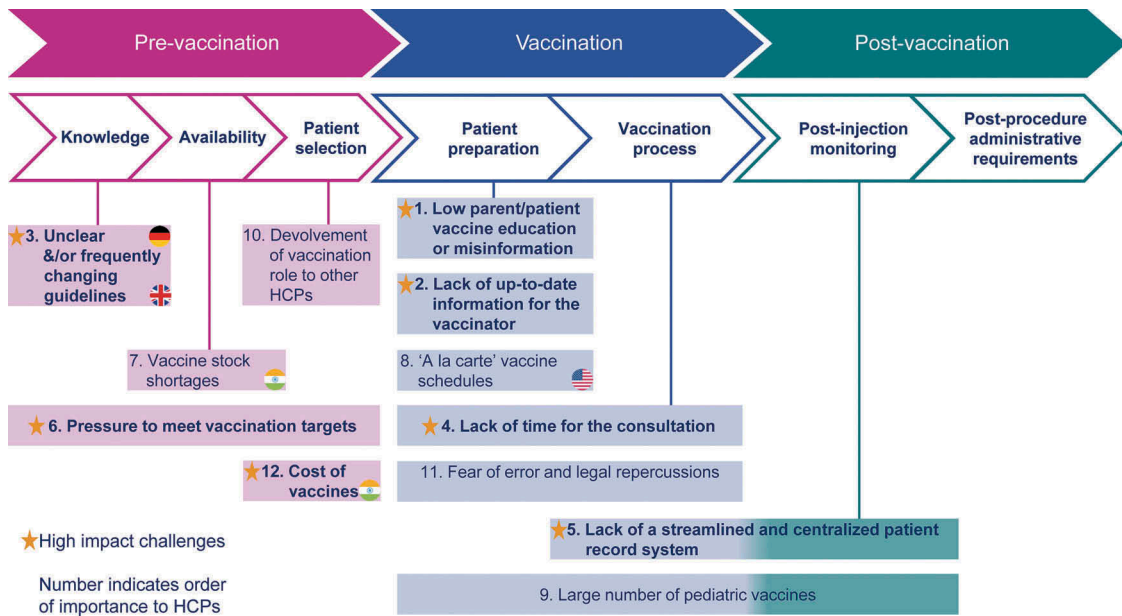 Pre-vaccination
Vaccination
Post-vaccination
Knowledge
Availability
Patient
selection
Patient
preparation
Vaccination
process
Post-injection
monitoring
Post-procedure
administrative
requirements
3. Unclear
&/or frequently
changing
guidelines
10. Devolvement
of vaccination
role to other
HCPs
1. Low parent/patient
vaccine education
or misinformation
2. Lack of up-to-date
information for the
vaccinator
7. Vaccine stock
shortages
8. ‘A la carte’ vaccine
schedules
6. Pressure to meet vaccination targets
4. Lack of time for the consultation
12. Cost of
vaccines
11. Fear of error and legal repercussions
5. Lack of a streamlined and centralized patient
record system
9. Large number of pediatric vaccines
High impact challenges
Number indicates order
of importance to HCPs